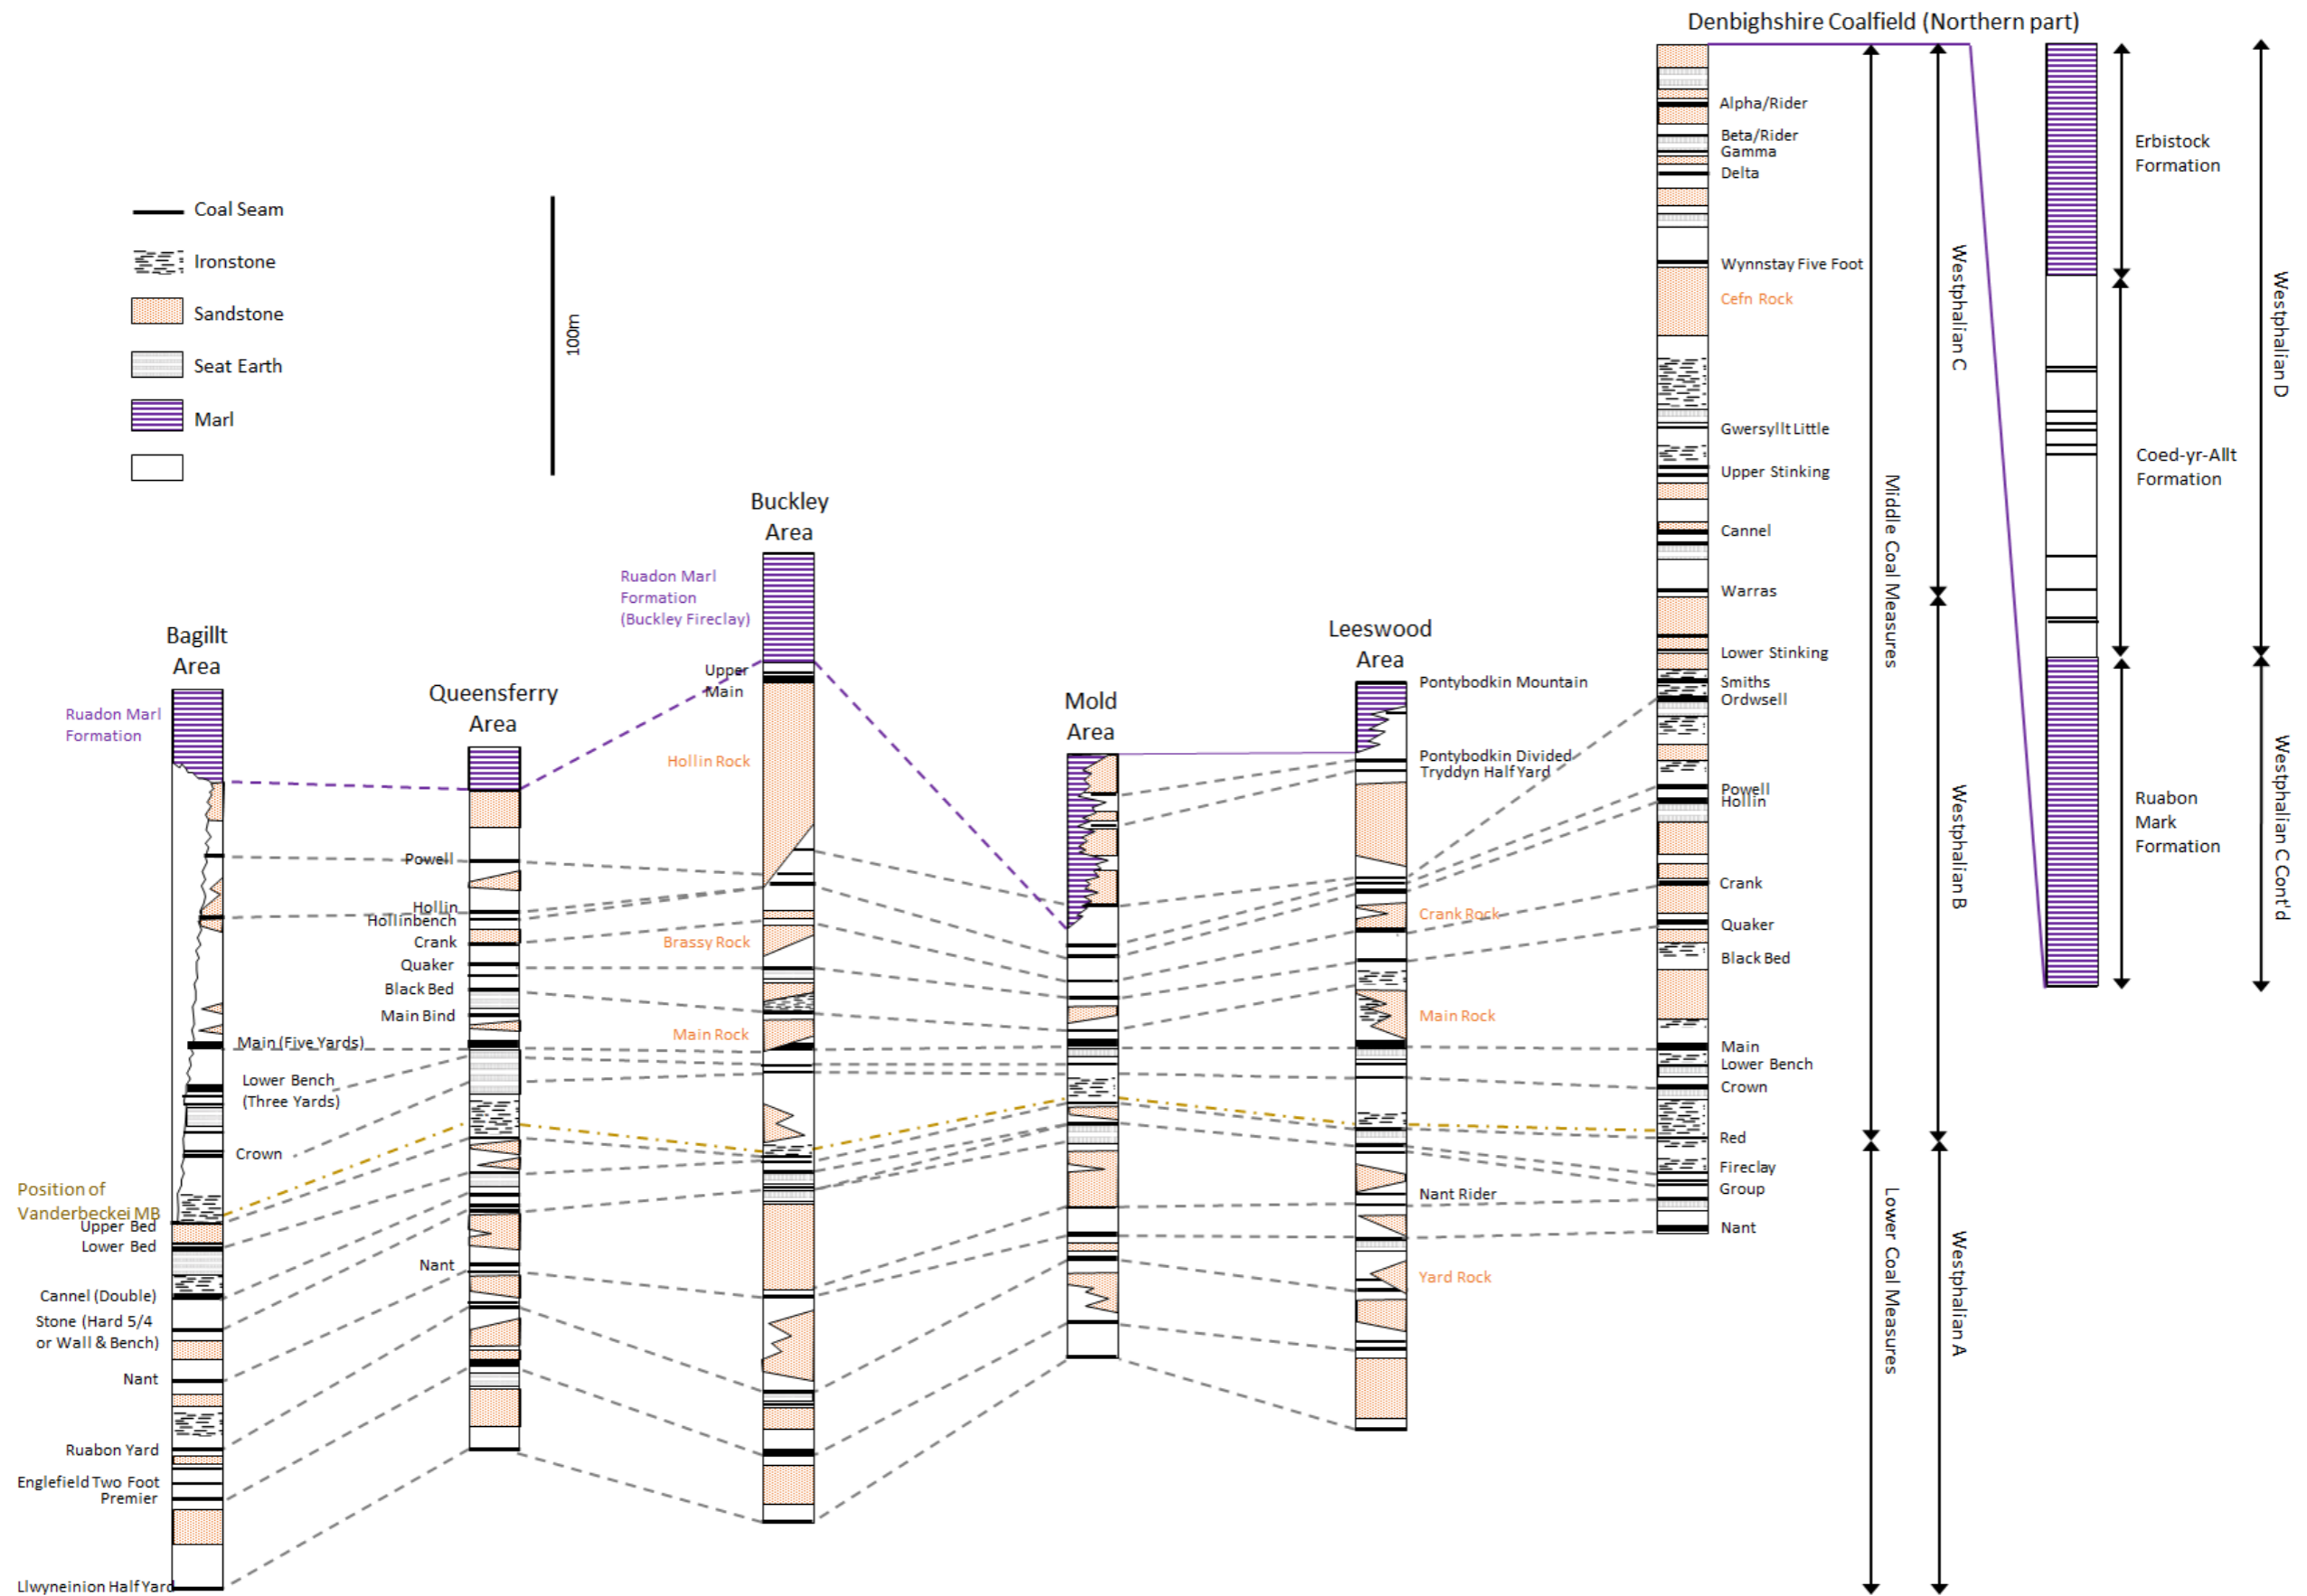 Denbighshire Coalfield (Northern part)
Coal Seam
Ironstone
Sandstone
Seat Earth
Marl
100m
Bagillt
Area
Ruadon Marl
Formation
Main (Five Yards)
Lower Bench
(Three Yards)
Crown
Position of
Vanderbeckei MB
Upper Bed
Lower Bed
Cannel (Double)
Stone (Hard 5/4
or Wall & Bench)
Nant
Ruabon Yard
Englefield Two Foot
Premier
Llwyneinion Half Yard
Queensferry
Area
Powell
Hollin
Hollinbench
Crank
Quaker
Black Bed
Main Bind
Nant
Buckley
Area
Ruadon Marl
Formation
(Buckley Fireclay)
Upper
Main
Hollin Rock
Brassy Rock
Main Rock
Mold
Area
Leeswood
Area
Pontybodkin Mountain
Pontybodkin Divided
Tryddyn Half Yard
Crank Rock
Main Rock
Nant Rider
Yard Rock
Alpha/Rider
Beta/Rider
Gamma
Delta
Wynnstay Five Foot
Cefn Rock
Gwersyllt Little
Upper Stinking
Cannel
Warras
Lower Stinking
Smiths
Ordwsell
Powell
Hollin
Crank
Quaker
Black Bed
Main
Lower Bench
Crown
Red
Fireclay
Group
Nant
Middle Coal Measures
Lower Coal Measures
Westphalian C
Westphalian B
Westphalian A
Erbistock
Formation
Coed-yr-Allt
Formation
Ruabon
Mark
Formation
Westphalian D
Westphalian C Cont'd